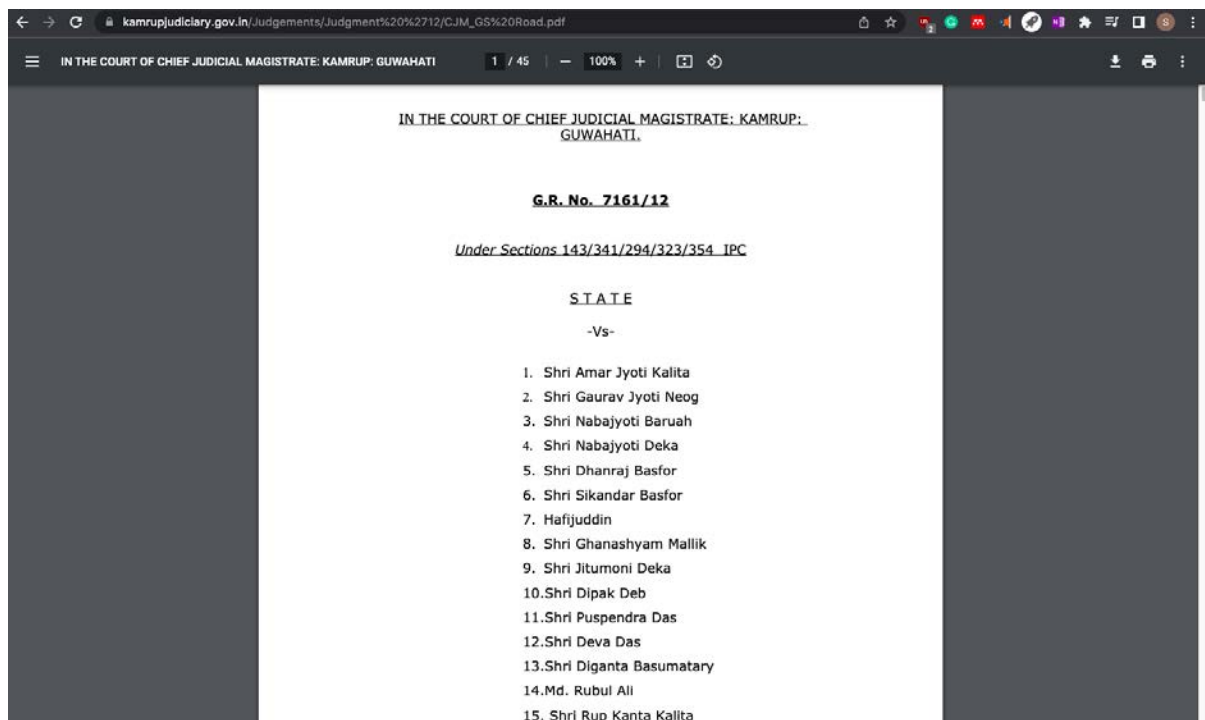 kamrupjudiciary.gov.in/Judgements/Judgment%20%2712/CJM_GS%20Road.pdf
IN THE COURT OF CHIEF JUDICIAL MAGISTRATE: KAMRUP: GUWAHATI 1 / 45 | − 100% + |
IN THE COURT OF CHIEF JUDICIAL MAGISTRATE: KAMRUP:
GUWAHATI.
G.R. No. 7161/12
Under Sections 143/341/294/323/354 IPC
S T A T E
-Vs-
1. Shri Amar Jyoti Kalita
2. Shri Gaurav Jyoti Neog
3. Shri Nabajyoti Baruah
4. Shri Nabajyoti Deka
5. Shri Dhanraj Basfor
6. Shri Sikandar Basfor
7. Hafijuddin
8. Shri Ghanashyam Mallik
9. Shri Jitumoni Deka
10.Shri Dipak Deb
11.Shri Puspendra Das
12.Shri Deva Das
13.Shri Diganta Basumatary
14.Md. Rubul Ali
15. Shri Rup Kanta Kalita